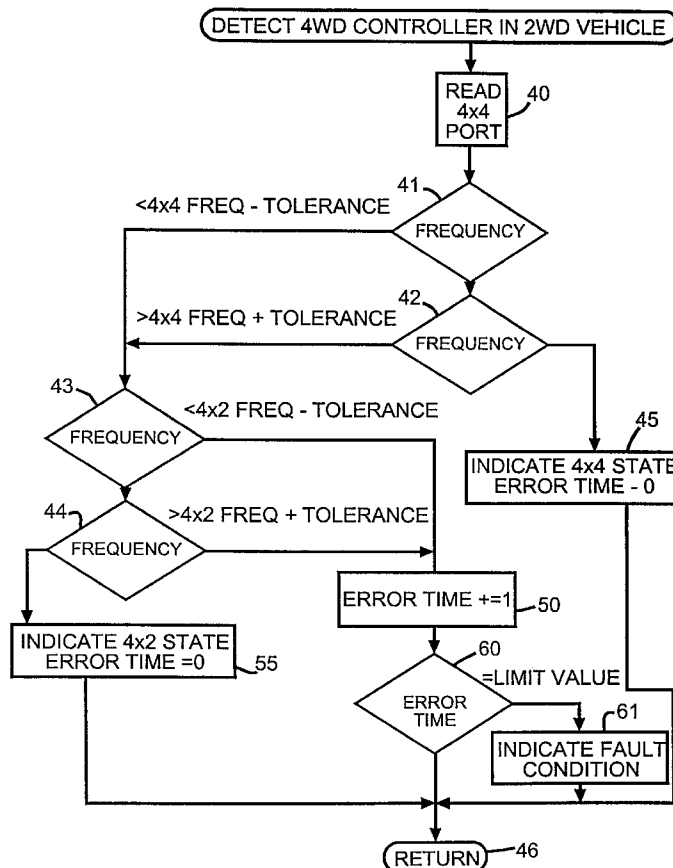 DETECT 4WD CONTROLLER IN 2WD VEHICLE
READ
4x4
PORT
40
41
<4x4 FREQ - TOLERANCE
FREQUENCY
42
>4x4 FREQ + TOLERANCE
FREQUENCY
43
<4x2 FREQ - TOLERANCE
FREQUENCY
45
INDICATE 4x4 STATE
ERROR TIME - 0
44
>4x2 FREQ + TOLERANCE
FREQUENCY
ERROR TIME +=1
50
INDICATE 4x2 STATE
ERROR TIME =0
55
60
=LIMIT VALUE
ERROR
TIME
61
INDICATE FAULT
CONDITION
RETURN
46